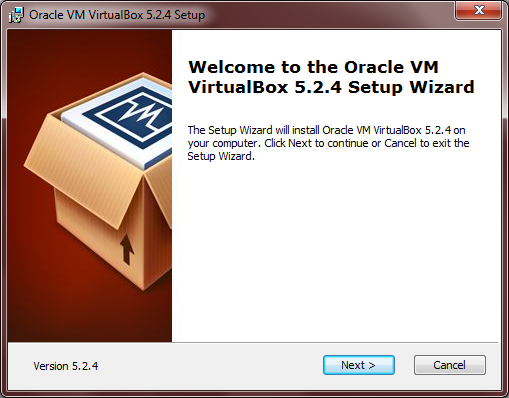 Oracle VM VirtualBox 5.2.4 Setup
Welcome to the Oracle VM
VirtualBox 5.2.4 Setup Wizard
The Setup Wizard will install Oracle VM VirtualBox 5.2.4 on
your computer. Click Next to continue or Cancel to exit the
Setup Wizard.
Version 5.2.4
Next >
Cancel